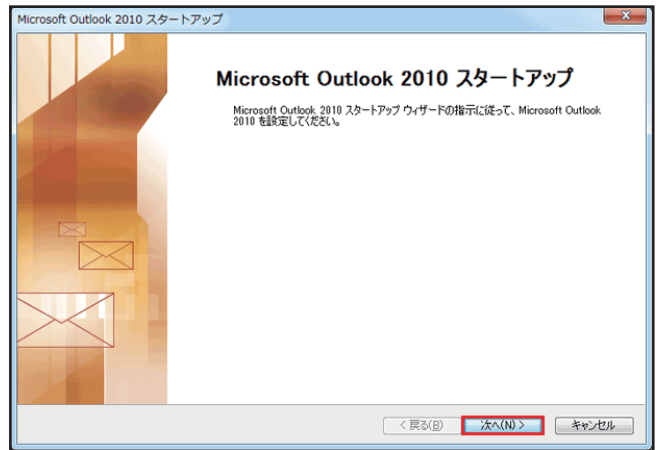 Microsoft Outlook 2010 スタートアップ
Microsoft Outlook 2010 スタートアップ
Microsoft Outlook 2010 スタートアップ ウィザードの指示に従って、Microsoft Outlook
2010 を設定してください。
< 戻る(B) 次へ(N) > キャンセル